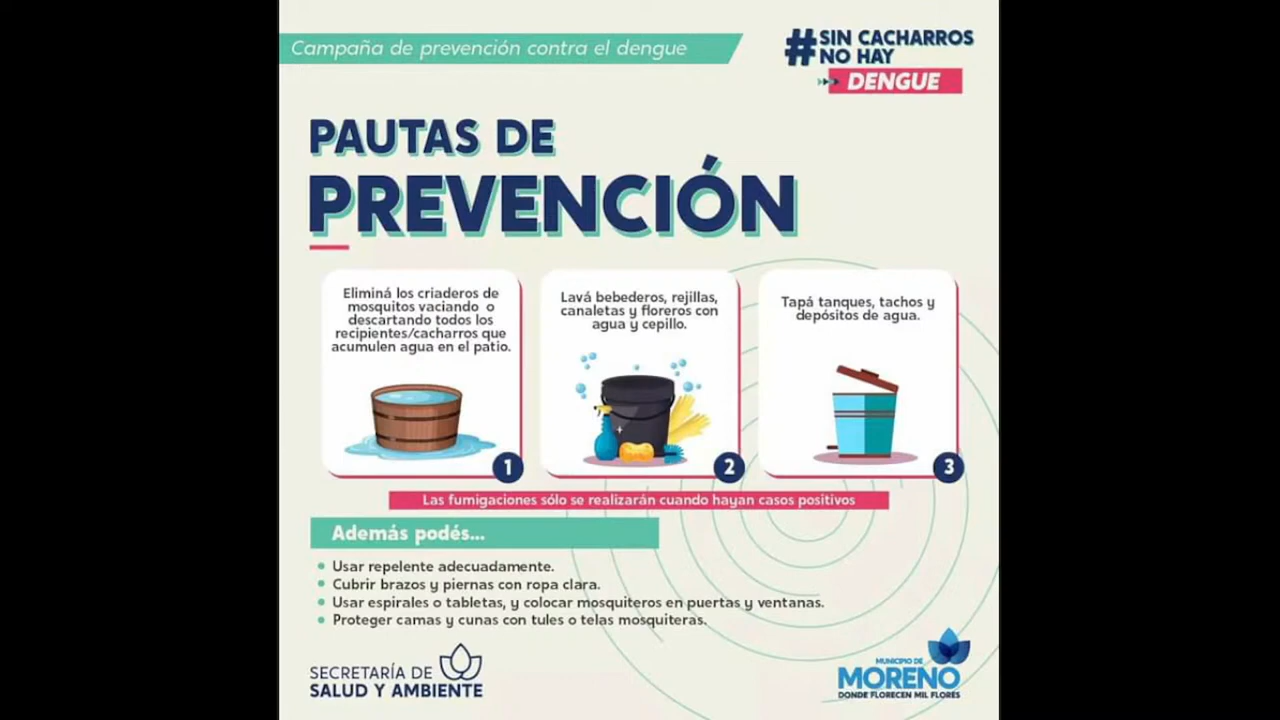 Campaña de prevención contra el dengue
#SIN CACHARROS
NO HAY
DENGUE
PAUTAS DE
PREVENCIÓN
Eliminá los criaderos de
mosquitos vaciando o
descartando todos los
recipientes/cacharros que
acumulen agua en el patio.
1
Lavá bebederos, rejillas,
canaletas y floreros con
agua y cepillo.
2
Tapá tanques, tachos y
depósitos de agua.
3
Las fumigaciones sólo se realizarán cuando hayan casos positivos
Además podés...
Usar repelente adecuadamente.
Cubrir brazos y piernas con ropa clara.
Usar espirales o tabletas, y colocar mosquiteros en puertas y ventanas.
Proteger camas y cunas con tules o telas mosquiteras.
SECRETARÍA DE
SALUD Y AMBIENTE
MUNICIPIO DE
MORENO
DONDE FLORECEN MIL FLORES